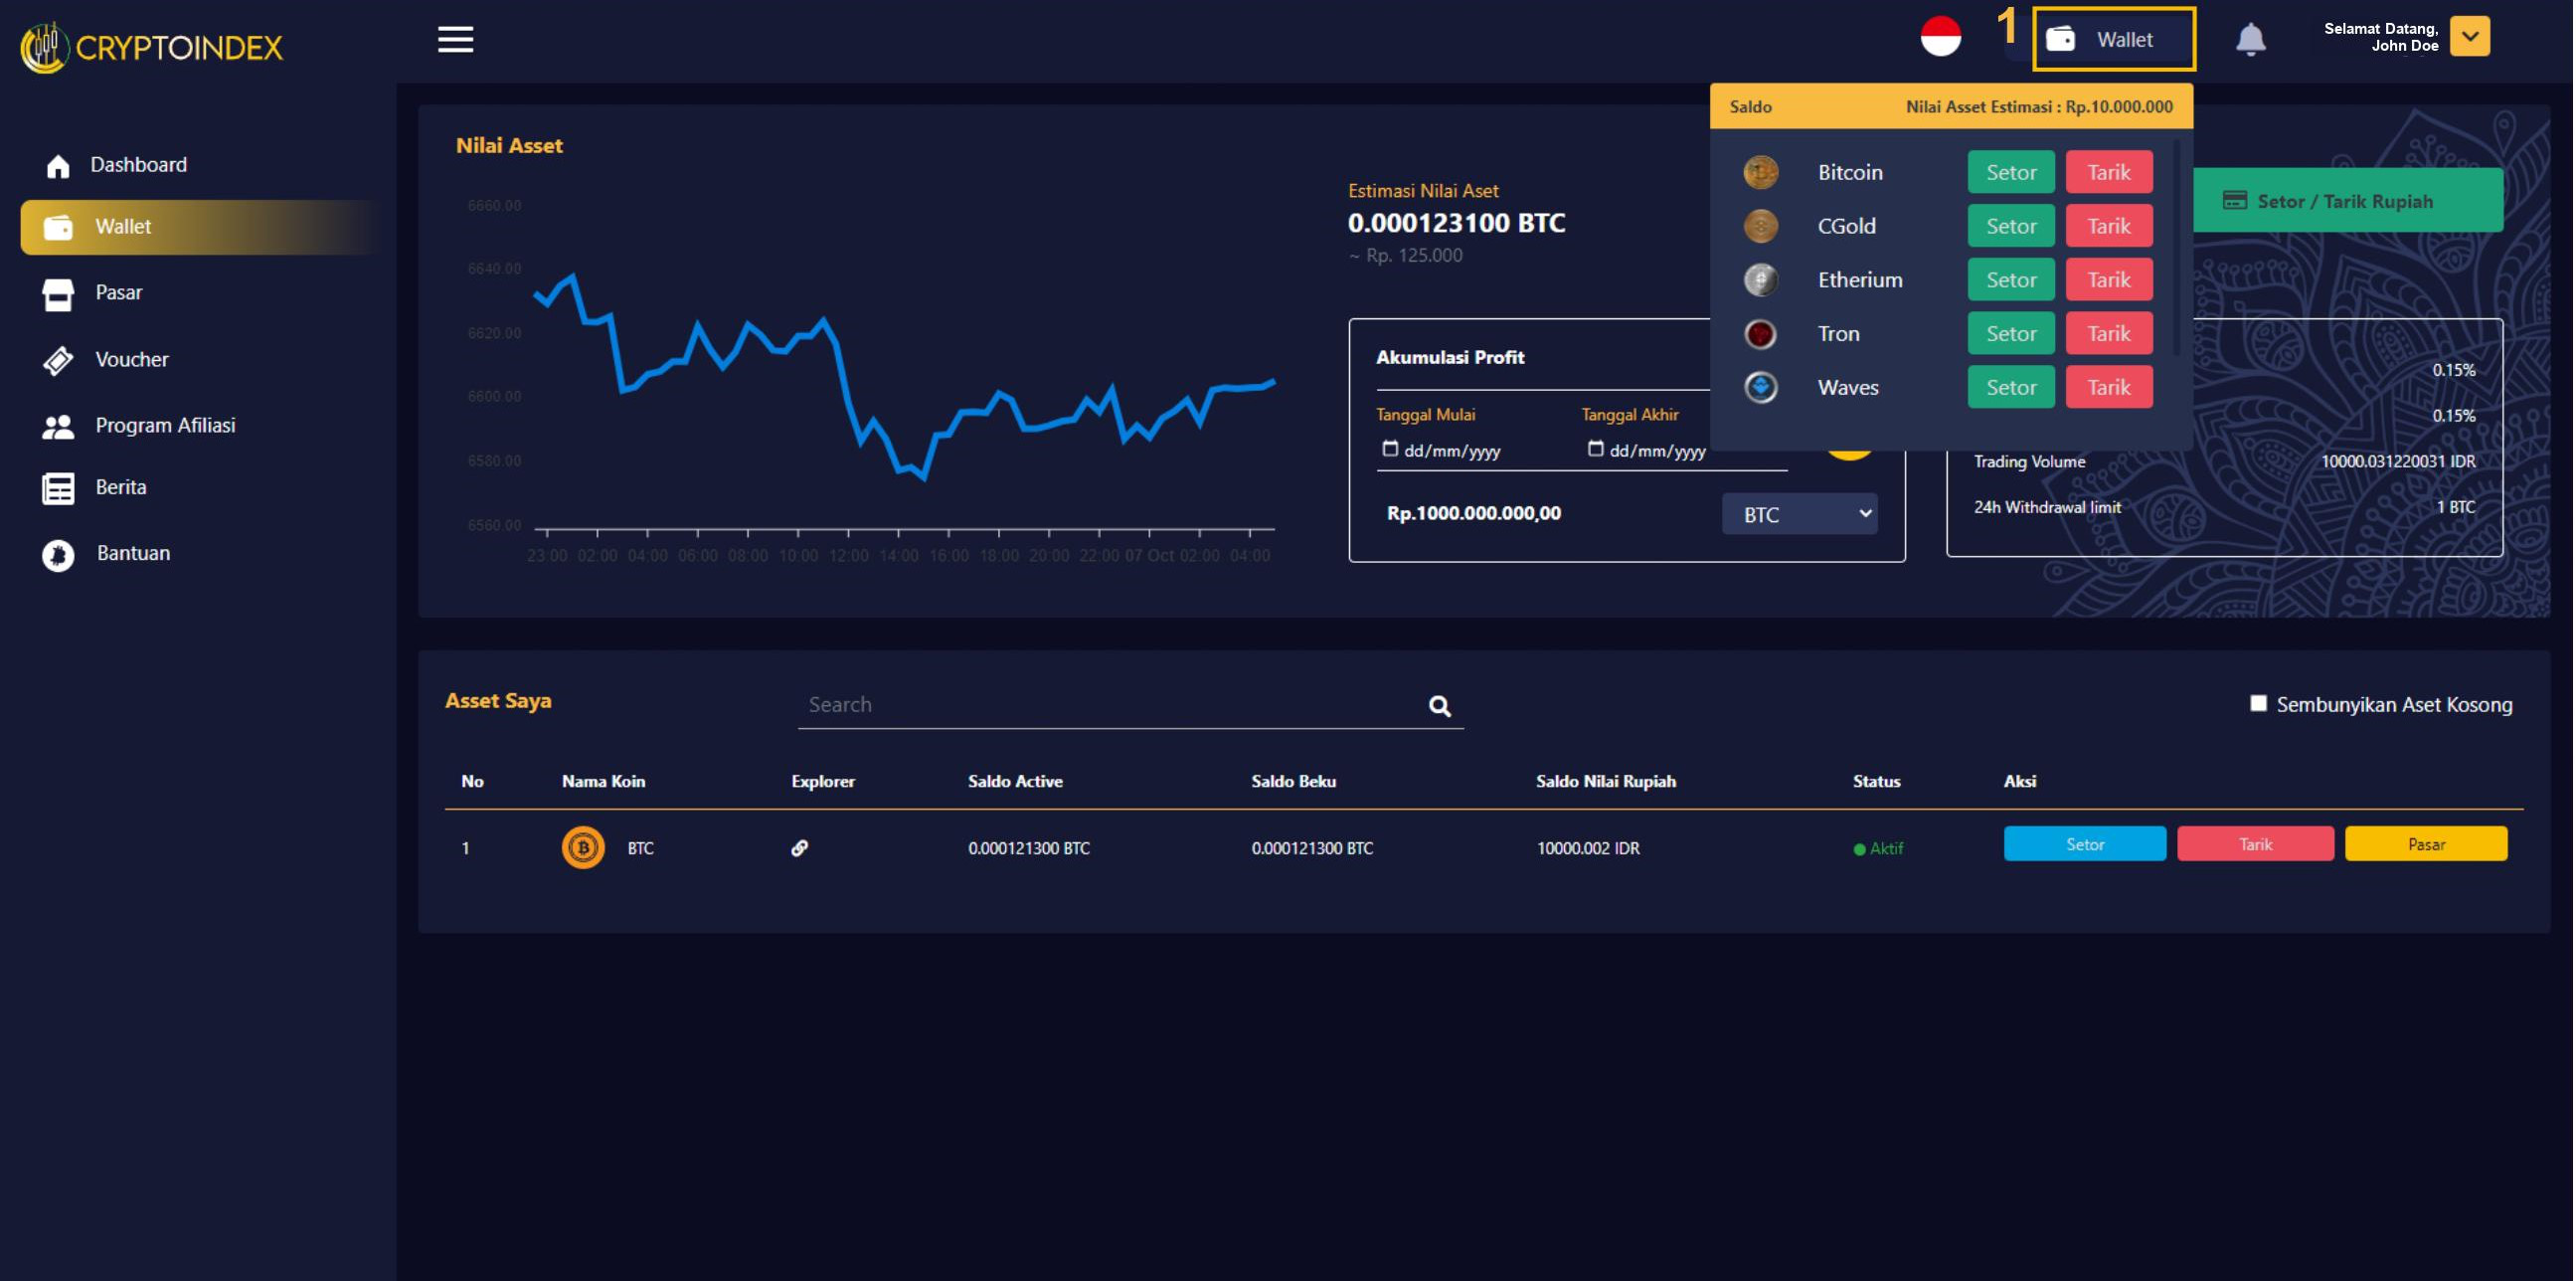 CRYPTOINDEX
1
Wallet
Selamat Datang,
John Doe
Dashboard
Wallet
Pasar
Voucher
Program Afiliasi
Berita
Bantuan
Saldo Nilai Asset Estimasi : Rp.10.000.000
Bitcoin Setor Tarik
CGold Setor Tarik
Etherium Setor Tarik
Tron Setor Tarik
Waves Setor Tarik
Nilai Asset
6660.00
6640.00
6620.00
6600.00
6580.00
6560.00
23:00 02:00 04:00 06:00 08:00 10:00 12:00 14:00 16:00 18:00 20:00 22:00 07 Oct 02:00 04:00
Estimasi Nilai Aset
0.000123100 BTC
~ Rp. 125.000
Setor / Tarik Rupiah
Akumulasi Profit
Tanggal Mulai Tanggal Akhir
dd/mm/yyyy dd/mm/yyyy
Rp.1000.000.000,00 BTC
0.15%
0.15%
Trading Volume 10000.031220031 IDR
24h Withdrawal limit 1 BTC
Asset Saya Search Sembunyikan Aset Kosong
No Nama Koin Explorer Saldo Active Saldo Beku Saldo Nilai Rupiah Status Aksi
1 BTC 0.000121300 BTC 0.000121300 BTC 10000.002 IDR Aktif Setor Tarik Pasar